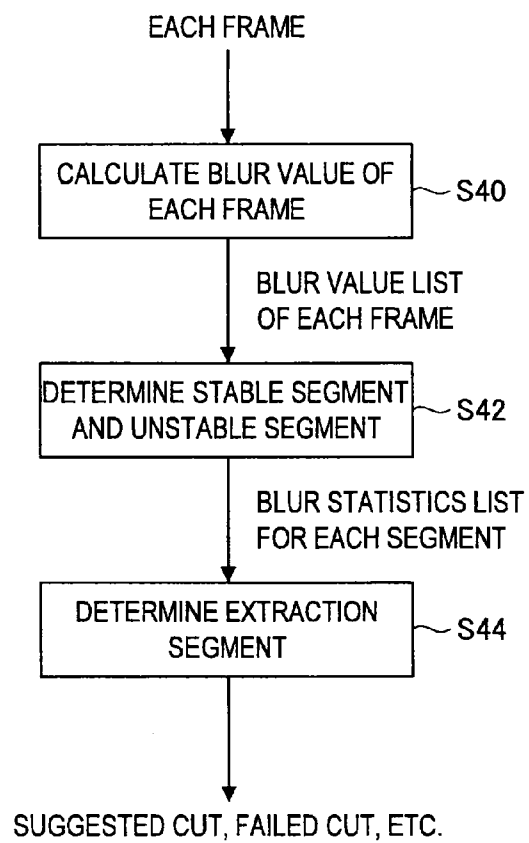 EACH FRAME
CALCULATE BLUR VALUE OF
EACH FRAME
S40
BLUR VALUE LIST
OF EACH FRAME
DETERMINE STABLE SEGMENT
AND UNSTABLE SEGMENT
S42
BLUR STATISTICS LIST
FOR EACH SEGMENT
DETERMINE EXTRACTION
SEGMENT
S44
SUGGESTED CUT, FAILED CUT, ETC.